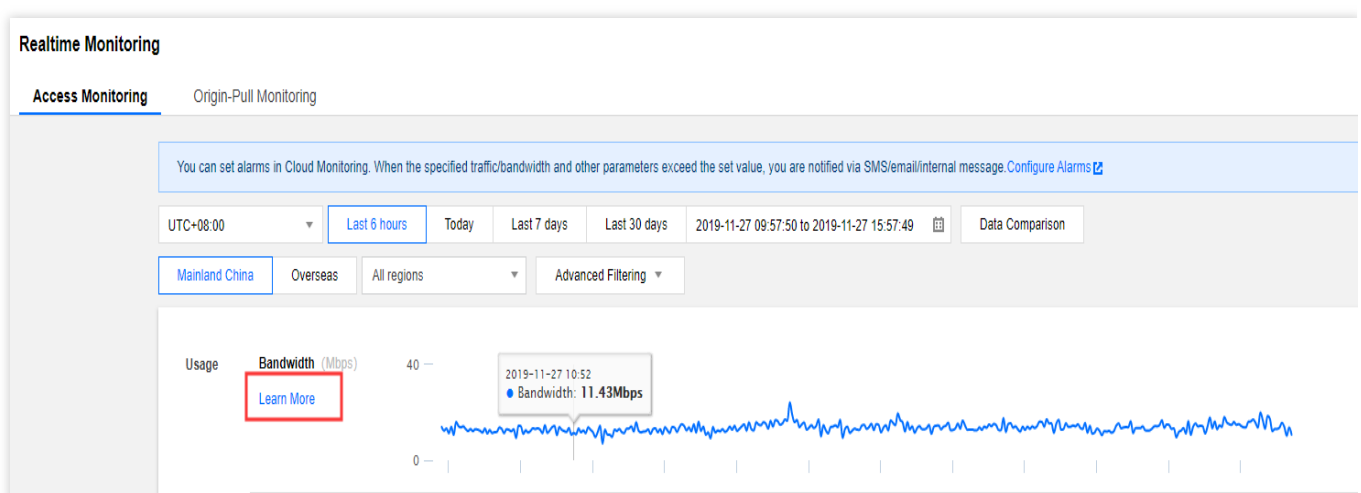 Realtime Monitoring
Access Monitoring Origin-Pull Monitoring
You can set alarms in Cloud Monitoring. When the specified traffic/bandwidth and other parameters exceed the set value, you are notified via SMS/email/internal message.Configure Alarms
UTC+08:00 Last 6 hours Today Last 7 days Last 30 days 2019-11-27 09:57:50 to 2019-11-27 15:57:49 Data Comparison
Mainland China Overseas All regions Advanced Filtering
Usage Bandwidth (Mbps) 40
2019-11-27 10:52
Bandwidth: 11.43Mbps
Learn More
0